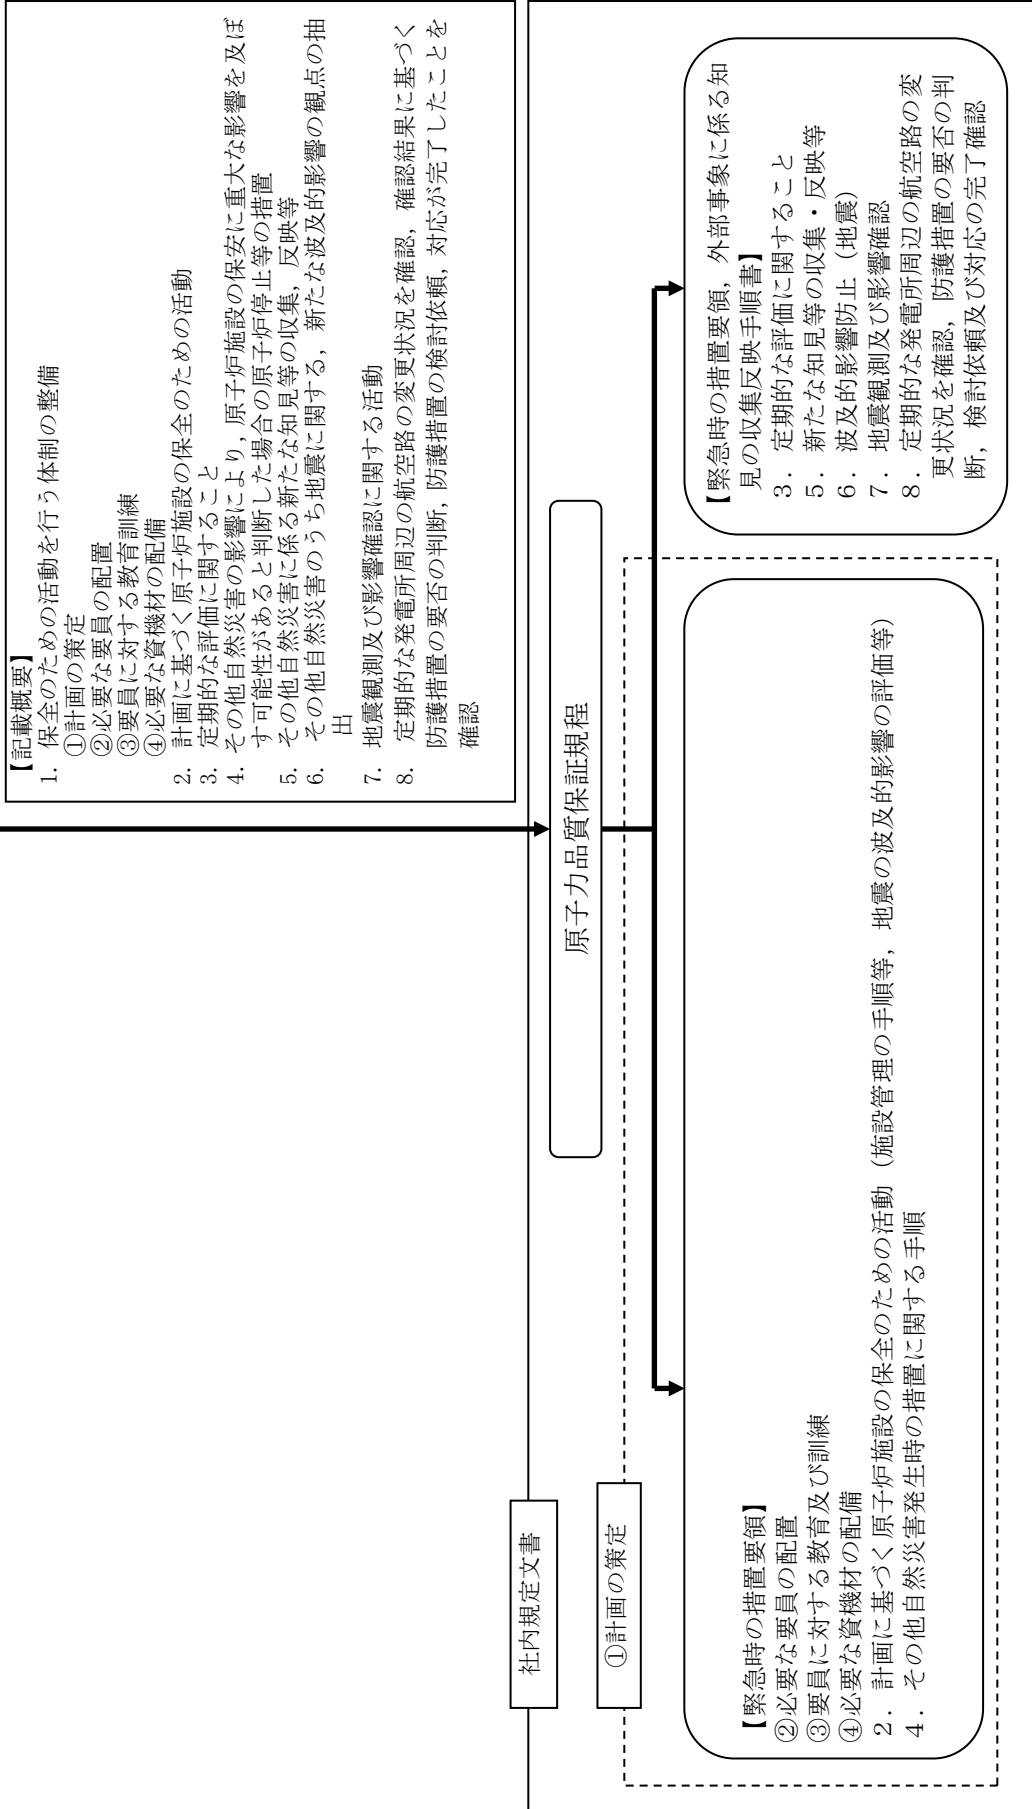 【記載概要】
1. 保全のための活動を行う体制の整備
①計画の策定
②必要な要員の配置
③要員に対する教育訓練
④必要な資機材の配備
2. 計画に基づく原子炉施設の保全のための活動
3. 定期的な評価に関すること
4. その他自然災害の影響により，原子炉施設の保安に重大な影響を及ぼ
す可能性があると判断した場合の原子炉停止等の措置
5. その他自然災害に係る新たな知見等の収集，反映等
6. その他自然災害のうち地震に関する，新たな波及的影響の観点の抽
出
7. 地震観測及び影響確認に関する活動
8. 定期的な発電所周辺の航空路の変更状況を確認，確認結果に基づく
防護措置の要否の判断，防護措置の検討依頼，対応が完了したことを
確認
社内規定文書
原子力品質保証規程
①計画の策定
【緊急時の措置要領】
②必要な要員の配置
③要員に対する教育及び訓練
④必要な資機材の配備
２．計画に基づく原子炉施設の保全のための活動（施設管理の手順等，地震の波及的影響の評価等）
４．その他自然災害発生時の措置に関する手順
【緊急時の措置要領，外部事象に係る知
見の収集反映手順書】
３．定期的な評価に関すること
５．新たな知見等の収集・反映等
６．波及的影響防止（地震）
７．地震観測及び影響確認
８．定期的な発電所周辺の航空路の変
更状況を確認，防護措置の要否の判
断，検討依頼及び対応の完了確認